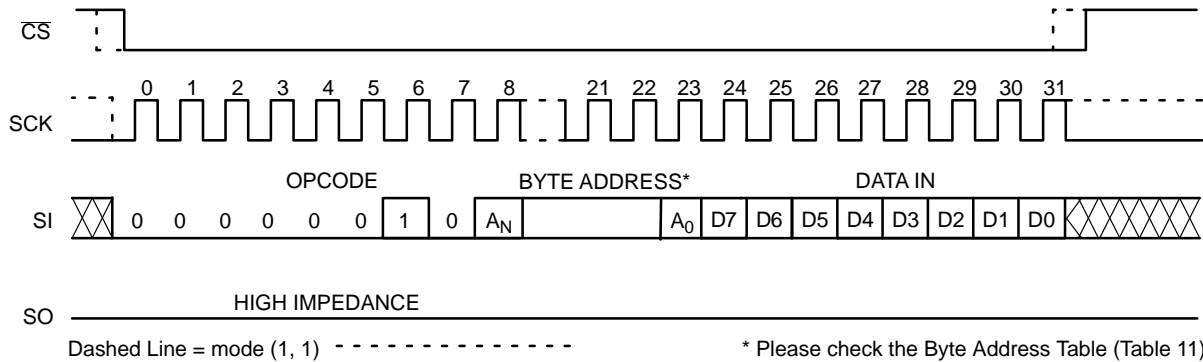 CS
0 1 2 3 4 5 6 7 8 21 22 23 24 25 26 27 28 29 30 31
SCK
OPCODE BYTE ADDRESS* DATA IN
SI 0 0 0 0 0 0 1 0 AN A0 D7 D6 D5 D4 D3 D2 D1 D0
HIGH IMPEDANCE
SO
Dashed Line = mode (1, 1) * Please check the Byte Address Table (Table 11)